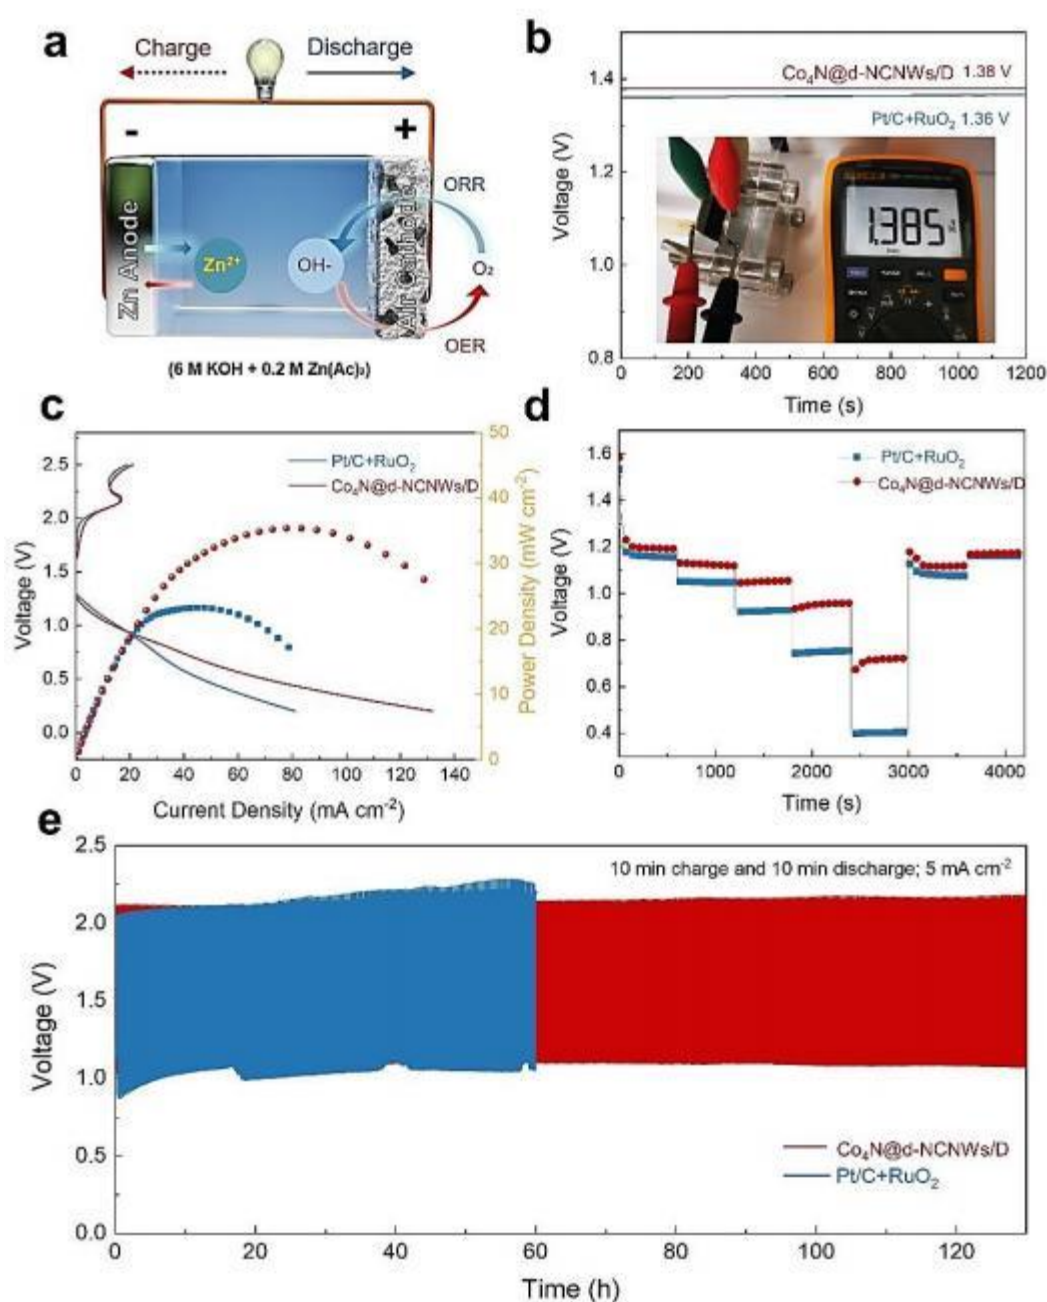 a
Charge
Discharge
-
+
Zn Anode
Zn²⁺
OH-
Air Cathode
ORR
O₂
OER
(6 M KOH + 0.2 M Zn(Ac)₂)
b
Voltage (V)
1.4
1.2
1.0
0.8
Co₄N@d-NCNWs/D 1.38 V
Pt/C+RuO₂ 1.36 V
1.385
0 200 400 600 800 1000 1200
Time (s)
c
Voltage (V)
2.5
2.0
1.5
1.0
0.5
0.0
Pt/C+RuO₂
Co₄N@d-NCNWs/D
50
40
30
20
10
0
Power Density (mW cm⁻²)
0 20 40 60 80 100 120 140
Current Density (mA cm⁻²)
d
Voltage (V)
1.6
1.4
1.2
1.0
0.8
0.6
0.4
Pt/C+RuO₂
Co₄N@d-NCNWs/D
0 1000 2000 3000 4000
Time (s)
e
Voltage (V)
2.5
2.0
1.5
1.0
0.5
0.0
10 min charge and 10 min discharge; 5 mA cm⁻²
Co₄N@d-NCNWs/D
Pt/C+RuO₂
0 20 40 60 80 100 120
Time (h)